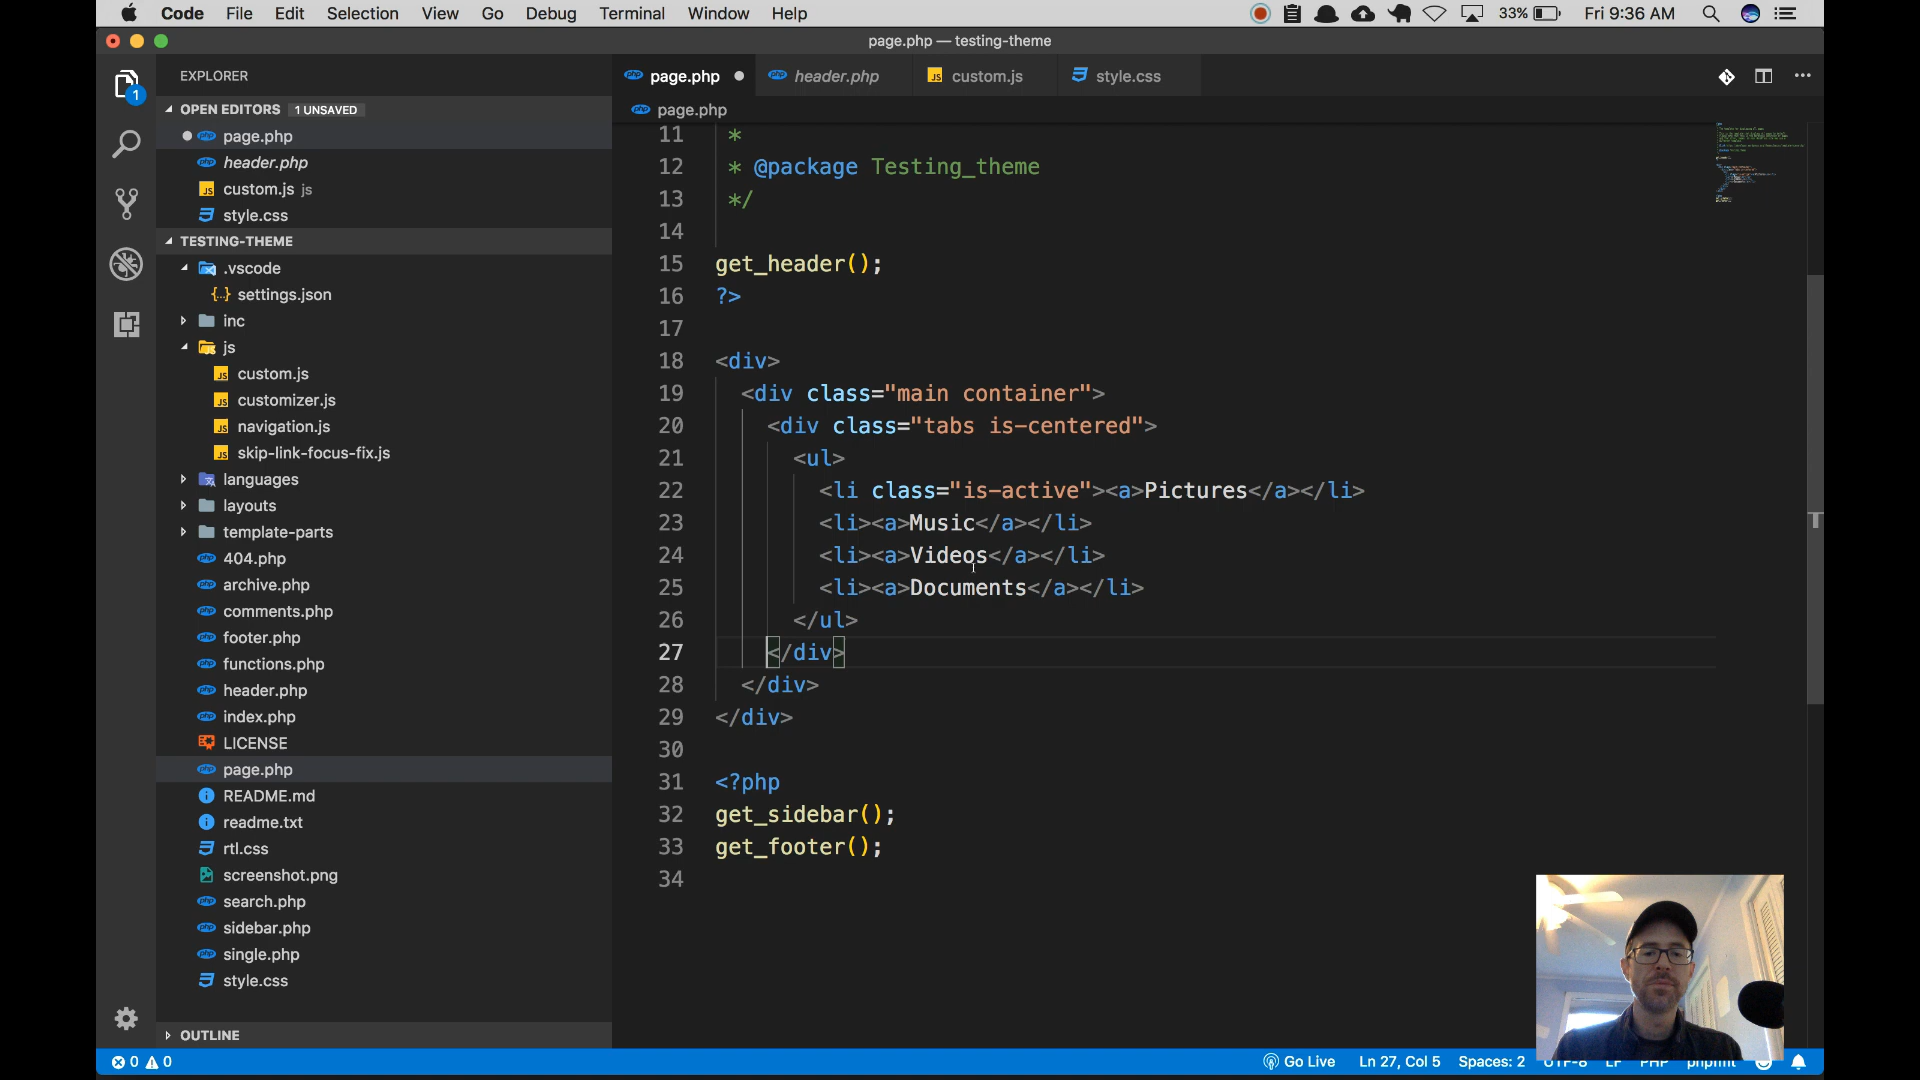 Code File Edit Selection View Go Debug Terminal Window Help 33% Fri 9:36 AM
page.php — testing-theme
EXPLORER
OPEN EDITORS 1 UNSAVED
page.php
header.php
custom.js js
style.css
TESTING-THEME
.vscode
settings.json
inc
js
custom.js
customizer.js
navigation.js
skip-link-focus-fix.js
languages
layouts
template-parts
404.php
archive.php
comments.php
footer.php
functions.php
header.php
index.php
LICENSE
page.php
README.md
readme.txt
rtl.css
screenshot.png
search.php
sidebar.php
single.php
style.css
OUTLINE
page.php header.php custom.js style.css
page.php
11 *
12 * @package Testing_theme
13 */
14
15 get_header();
16 ?>
17
18 <div>
19 <div class="main container">
20 <div class="tabs is-centered">
21 <ul>
22 <li class="is-active"><a>Pictures</a></li>
23 <li><a>Music</a></li>
24 <li><a>Videos</a></li>
25 <li><a>Documents</a></li>
26 </ul>
27 </div>
28 </div>
29 </div>
30
31 <?php
32 get_sidebar();
33 get_footer();
34
0 0 Go Live Ln 27, Col 5 Spaces: 2 UTF-8 LF PHP phpfmt